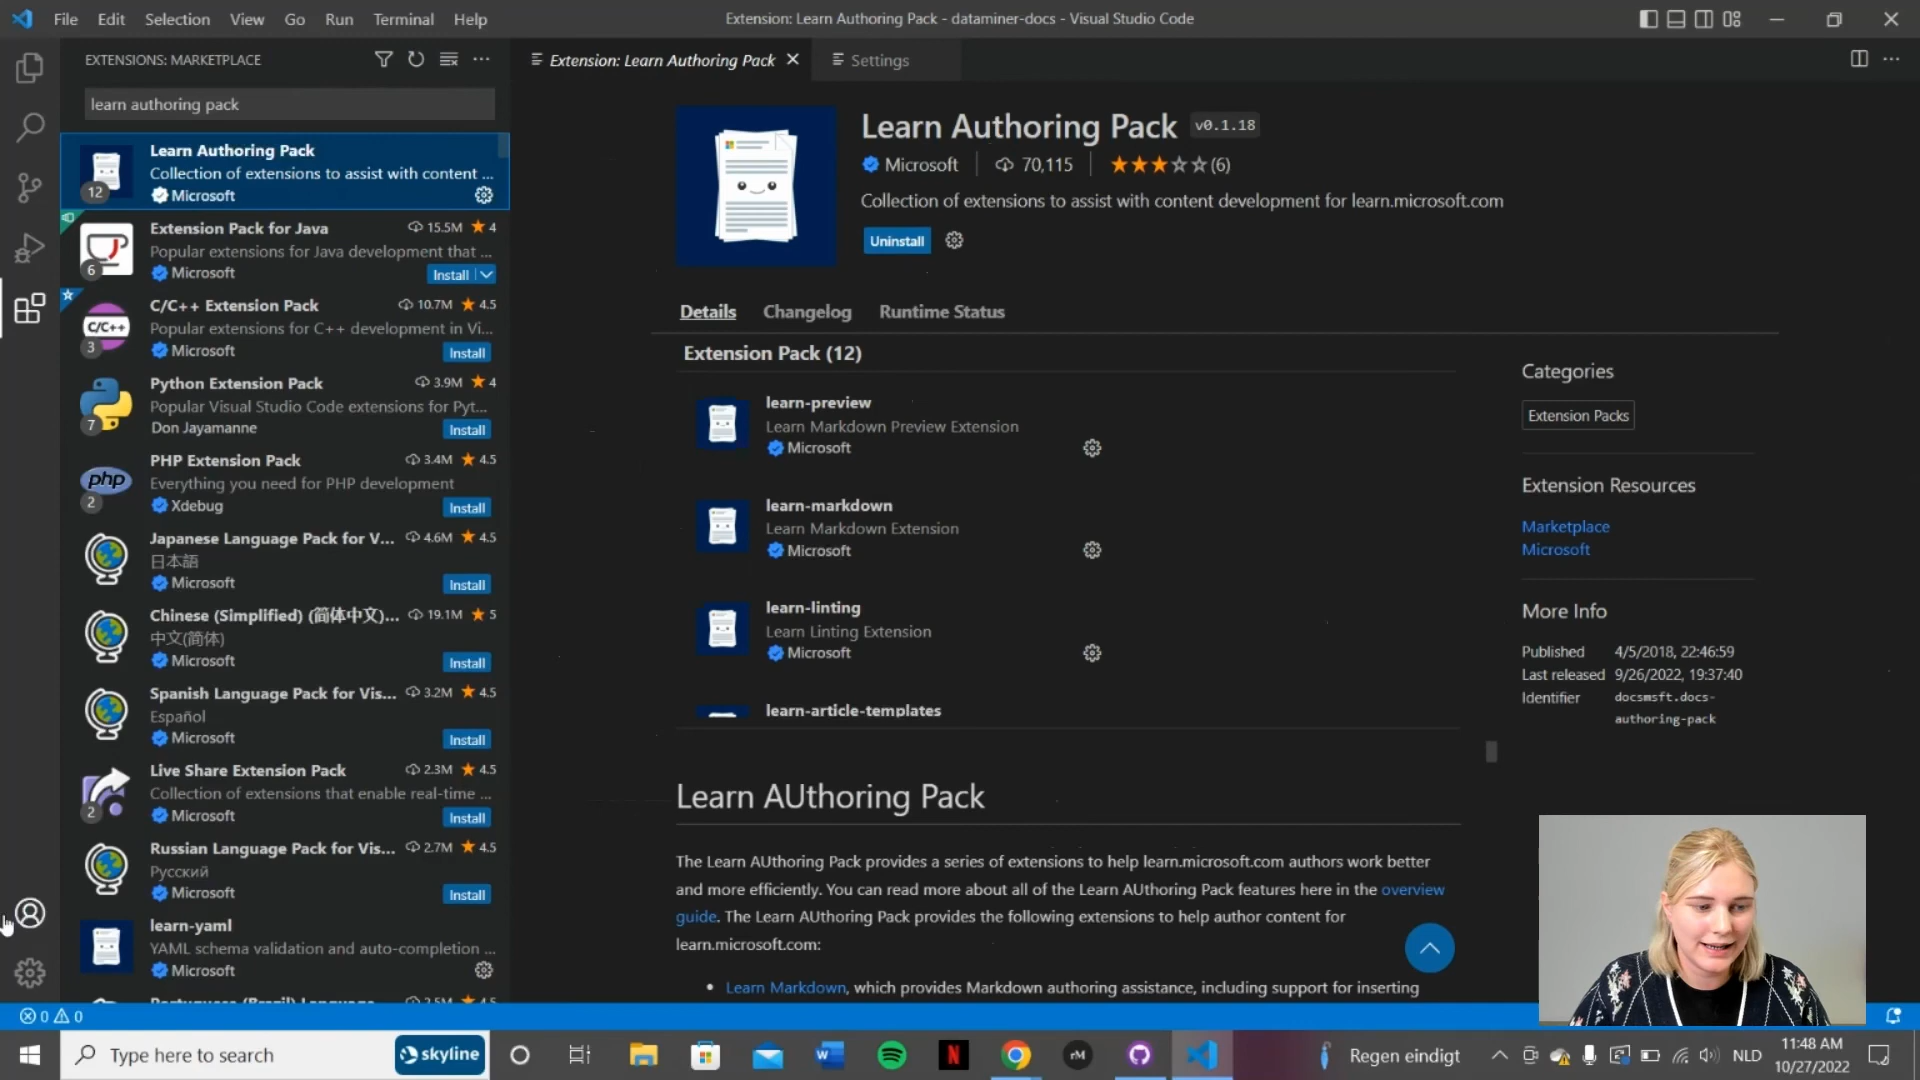 File Edit Selection View Go Run Terminal Help
Extension: Learn Authoring Pack - dataminer-docs - Visual Studio Code
EXTENSIONS: MARKETPLACE
learn authoring pack
Learn Authoring Pack
Collection of extensions to assist with content ...
12
Microsoft
Extension Pack for Java 15.5M 4
Popular extensions for Java development that ...
6
Microsoft Install
C/C++ Extension Pack 10.7M 4.5
C/C++
Popular extensions for C++ development in Vi...
3
Microsoft Install
Python Extension Pack 3.9M 4
Popular Visual Studio Code extensions for Pyt...
7
Don Jayamanne Install
PHP Extension Pack 3.4M 4.5
php
Everything you need for PHP development
2
Xdebug Install
Japanese Language Pack for V... 4.6M 4.5
日本語
Microsoft Install
Chinese (Simplified) (简体中文)... 19.1M 5
中文(简体)
Microsoft Install
Spanish Language Pack for Vis... 3.2M 4.5
Español
Microsoft Install
Live Share Extension Pack 2.3M 4.5
Collection of extensions that enable real-time ...
2
Microsoft Install
Russian Language Pack for Vis... 2.7M 4.5
Русский
Microsoft Install
learn-yaml
YAML schema validation and auto-completion ...
Microsoft
Portuguese (Brazil) Language 2.5M 4.5
Extension: Learn Authoring Pack
Settings
Learn Authoring Pack v0.1.18
Microsoft 70,115 (6)
Collection of extensions to assist with content development for learn.microsoft.com
Uninstall
Details Changelog Runtime Status
Extension Pack (12)
learn-preview
Learn Markdown Preview Extension
Microsoft
learn-markdown
Learn Markdown Extension
Microsoft
learn-linting
Learn Linting Extension
Microsoft
learn-article-templates
Learn AUthoring Pack
The Learn AUthoring Pack provides a series of extensions to help learn.microsoft.com authors work better
and more efficiently. You can read more about all of the Learn AUthoring Pack features here in the overview
guide. The Learn AUthoring Pack provides the following extensions to help author content for
learn.microsoft.com:
• Learn Markdown, which provides Markdown authoring assistance, including support for inserting
Categories
Extension Packs
Extension Resources
Marketplace
Microsoft
More Info
Published 4/5/2018, 22:46:59
Last released 9/26/2022, 19:37:40
Identifier docsmsft.docs-
authoring-pack
0 0
Type here to search
skyline
W
N
rM
Regen eindigt
NLD
11:48 AM
10/27/2022